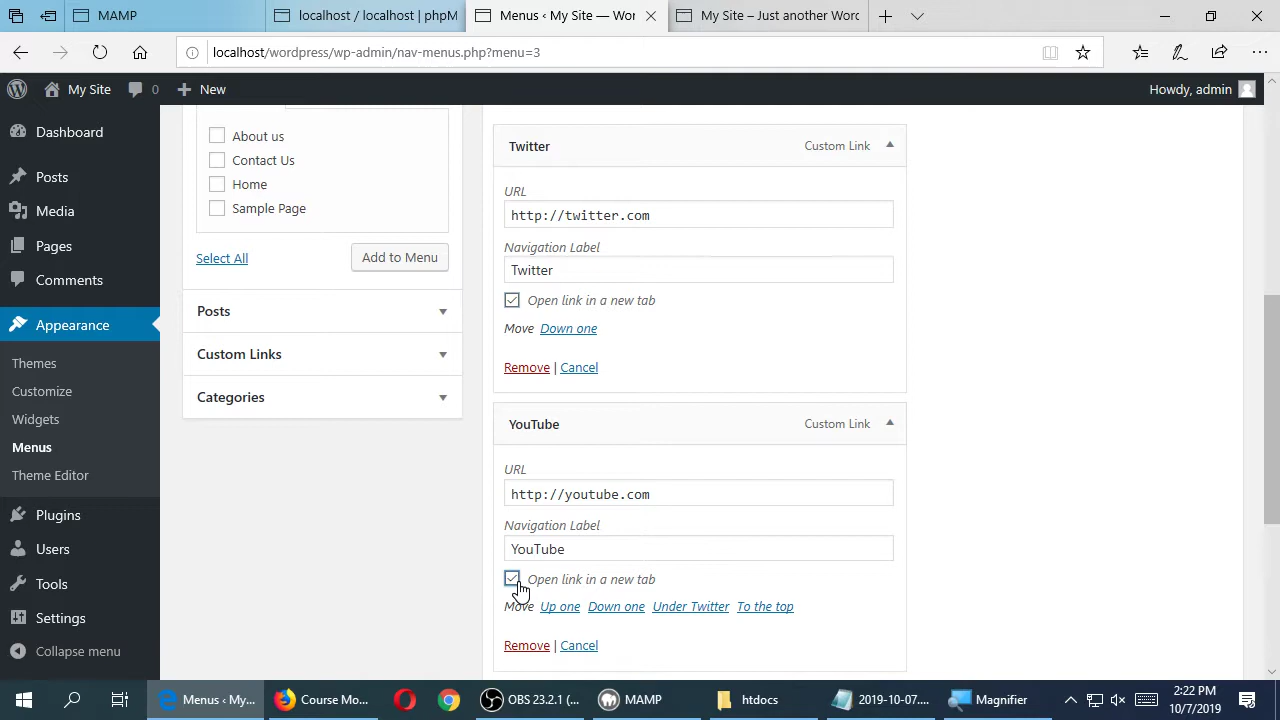 MAMP
localhost / localhost | phpM
Menus ‹ My Site — Wor
My Site – Just another Word
localhost/wordpress/wp-admin/nav-menus.php?menu=3
My Site
0
New
Howdy, admin
Dashboard
Posts
Media
Pages
Comments
Appearance
Themes
Customize
Widgets
Menus
Theme Editor
Plugins
Users
Tools
Settings
Collapse menu
About us
Contact Us
Home
Sample Page
Select All
Add to Menu
Posts
Custom Links
Categories
Twitter
Custom Link
URL
http://twitter.com
Navigation Label
Twitter
Open link in a new tab
Move Down one
Remove | Cancel
YouTube
Custom Link
URL
http://youtube.com
Navigation Label
YouTube
Open link in a new tab
Move Up one Down one Under Twitter To the top
Remove | Cancel
Menus ‹ My...
Course Mo...
OBS 23.2.1 (...
MAMP
htdocs
2019-10-07....
Magnifier
2:22 PM
10/7/2019